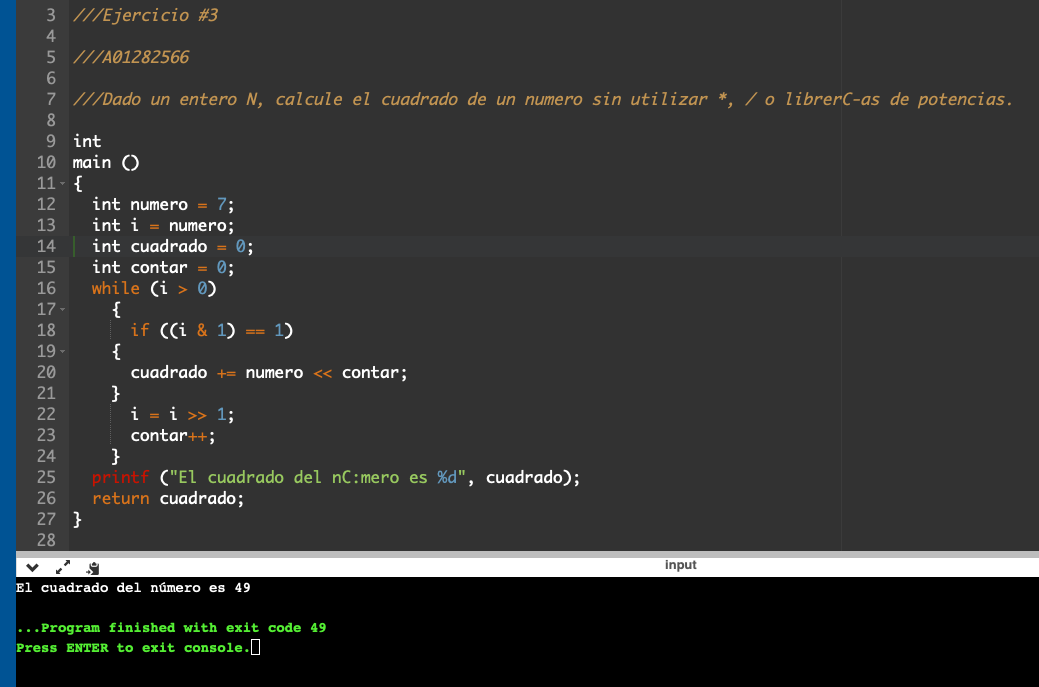 3 ///Ejercicio #3
4
5 ///A01282566
6
7 ///Dado un entero N, calcule el cuadrado de un numero sin utilizar *, / o librerC-as de potencias.
8
9 int
10 main ()
11 {
12 int numero = 7;
13 int i = numero;
14 int cuadrado = 0;
15 int contar = 0;
16 while (i > 0)
17 {
18 if ((i & 1) == 1)
19 {
20 cuadrado += numero << contar;
21 }
22 i = i >> 1;
23 contar++;
24 }
25 printf ("El cuadrado del nC:mero es %d", cuadrado);
26 return cuadrado;
27 }
28
input
El cuadrado del número es 49
...Program finished with exit code 49
Press ENTER to exit console.